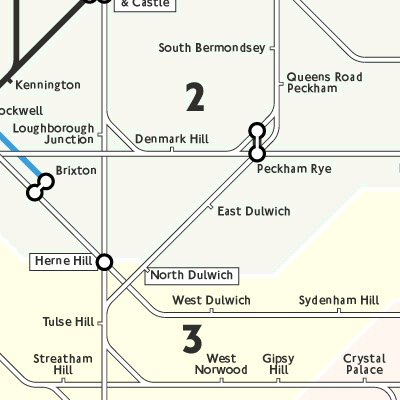 & Castle
South Bermondsey
Kennington
2
Queens Road
Peckham
ockwell
Loughborough
Junction
Denmark Hill
Brixton
Peckham Rye
East Dulwich
Herne Hill
North Dulwich
West Dulwich
Sydenham Hill
Tulse Hill
3
Streatham
Hill
West
Norwood
Gipsy
Hill
Crystal
Palace